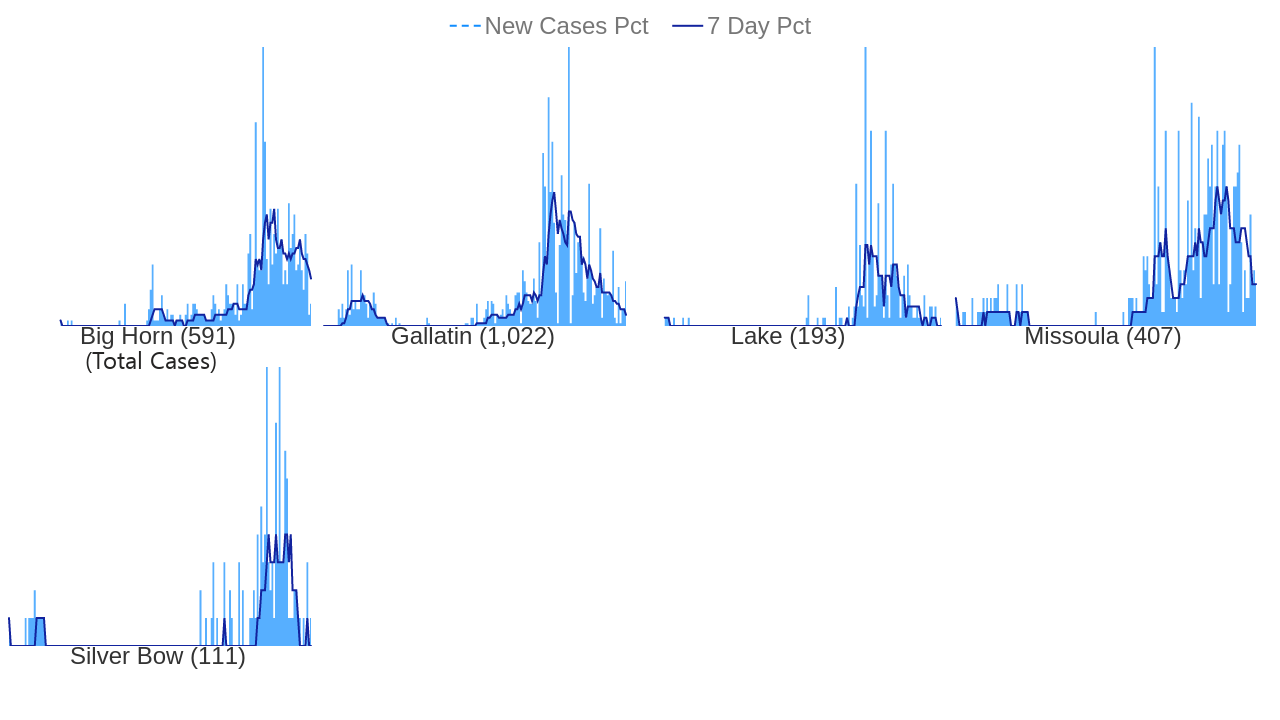 New Cases Pct 7 Day Pct
Big Horn (591) Gallatin (1,022) Lake (193) Missoula (407)
(Total Cases)
Silver Bow (111)